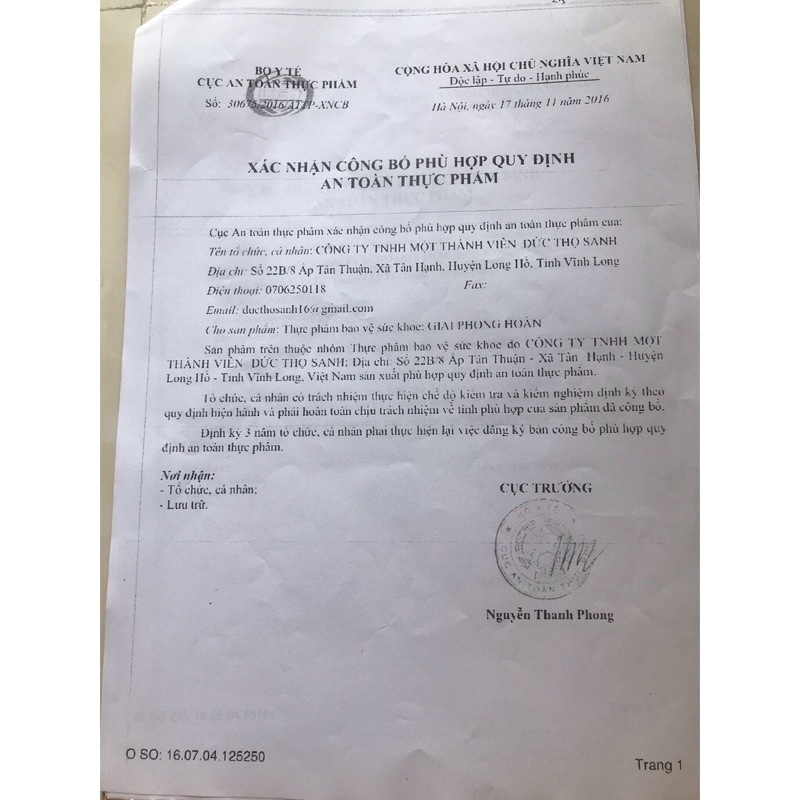 BỘ Y TẾ
CỤC AN TOÀN THỰC PHẨM
Số: 30675/2016/ATTP-XNCB
CỘNG HÒA XÃ HỘI CHỦ NGHĨA VIỆT NAM
Độc lập - Tự do - Hạnh phúc
Hà Nội, ngày 17 tháng 11 năm 2016
XÁC NHẬN CÔNG BỐ PHÙ HỢP QUY ĐỊNH
AN TOÀN THỰC PHẨM
Cục An toàn thực phẩm xác nhận công bố phù hợp quy định an toàn thực phẩm của:
Tên tổ chức, cá nhân: CÔNG TY TNHH MỘT THÀNH VIÊN ĐỨC THỌ SANH
Địa chỉ: Số 22B/8 Ấp Tân Thuận, Xã Tân Hạnh, Huyện Long Hồ, Tỉnh Vĩnh Long
Điện thoại: 0706250118 Fax:
Email: ducthosanh16@gmail.com
Cho sản phẩm: Thực phẩm bảo vệ sức khỏe: GIẢI PHONG HOÀN
Sản phẩm trên thuộc nhóm Thực phẩm bảo vệ sức khỏe do CÔNG TY TNHH MỘT
THÀNH VIÊN ĐỨC THỌ SANH; Địa chỉ: Số 22B/8 Ấp Tân Thuận - Xã Tân Hạnh - Huyện
Long Hồ - Tỉnh Vĩnh Long, Việt Nam sản xuất phù hợp quy định an toàn thực phẩm.
Tổ chức, cá nhân có trách nhiệm thực hiện chế độ kiểm tra và kiểm nghiệm định kỳ theo
quy định hiện hành và phải hoàn toàn chịu trách nhiệm về tính phù hợp của sản phẩm đã công bố.
Định kỳ 3 năm tổ chức, cá nhân phải thực hiện lại việc đăng ký bản công bố phù hợp quy
định an toàn thực phẩm.
Nơi nhận:
- Tổ chức, cá nhân;
- Lưu trữ.
CỤC TRƯỞNG
BỘ Y TẾ
CỤC AN TOÀN THỰC
Nguyễn Thanh Phong
O SO: 16.07.04.125250
Trang 1